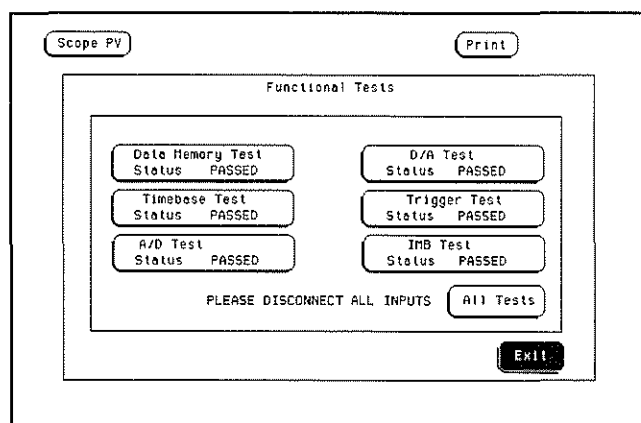 Scope PV
Print
Functional Tests
Data Memory Test
Status PASSED
D/A Test
Status PASSED
Timebase Test
Status PASSED
Trigger Test
Status PASSED
A/D Test
Status PASSED
IMB Test
Status PASSED
PLEASE DISCONNECT ALL INPUTS
All Tests
Exit